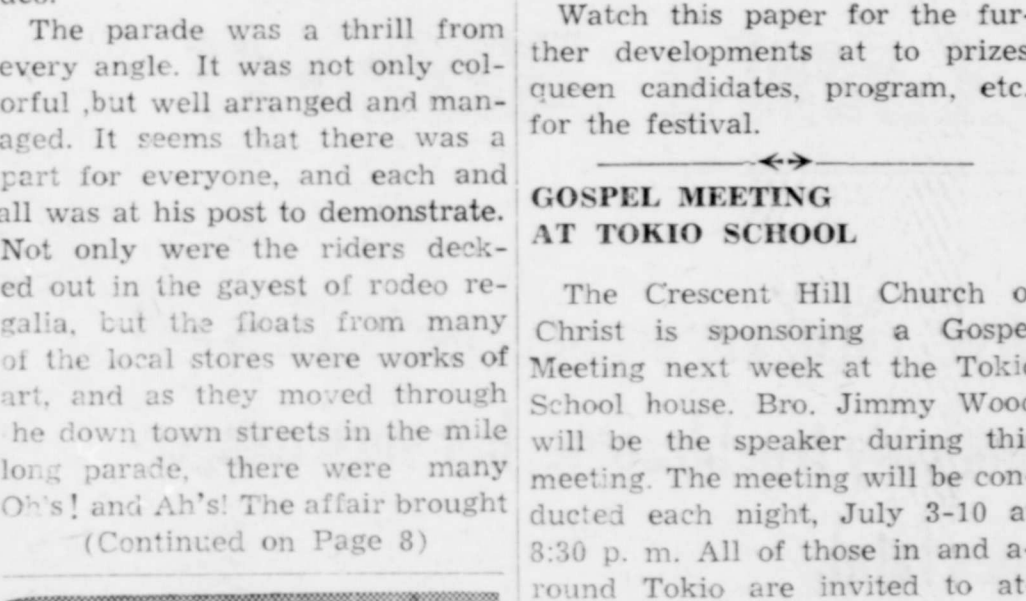 The parade was a thrill from
every angle. It was not only col-
orful ,but well arranged and man-
aged. It seems that there was a
part for everyone, and each and
all was at his post to demonstrate.
Not only were the riders deck-
ed out in the gayest of rodeo re-
galia, but the floats from many
of the local stores were works of
art, and as they moved through
he down town streets in the mile
long parade, there were many
Oh's! and Ah's! The affair brought
(Continued on Page 8)
Watch this paper for the fur-
ther developments at to prizes
queen candidates, program, etc.
for the festival.
GOSPEL MEETING
AT TOKIO SCHOOL
The Crescent Hill Church o
Christ is sponsoring a Gospe
Meeting next week at the Toki
School house. Bro. Jimmy Wood
will be the speaker during thi
meeting. The meeting will be con
ducted each night, July 3-10 a
8:30 p. m. All of those in and a-
round Tokio are invited to at